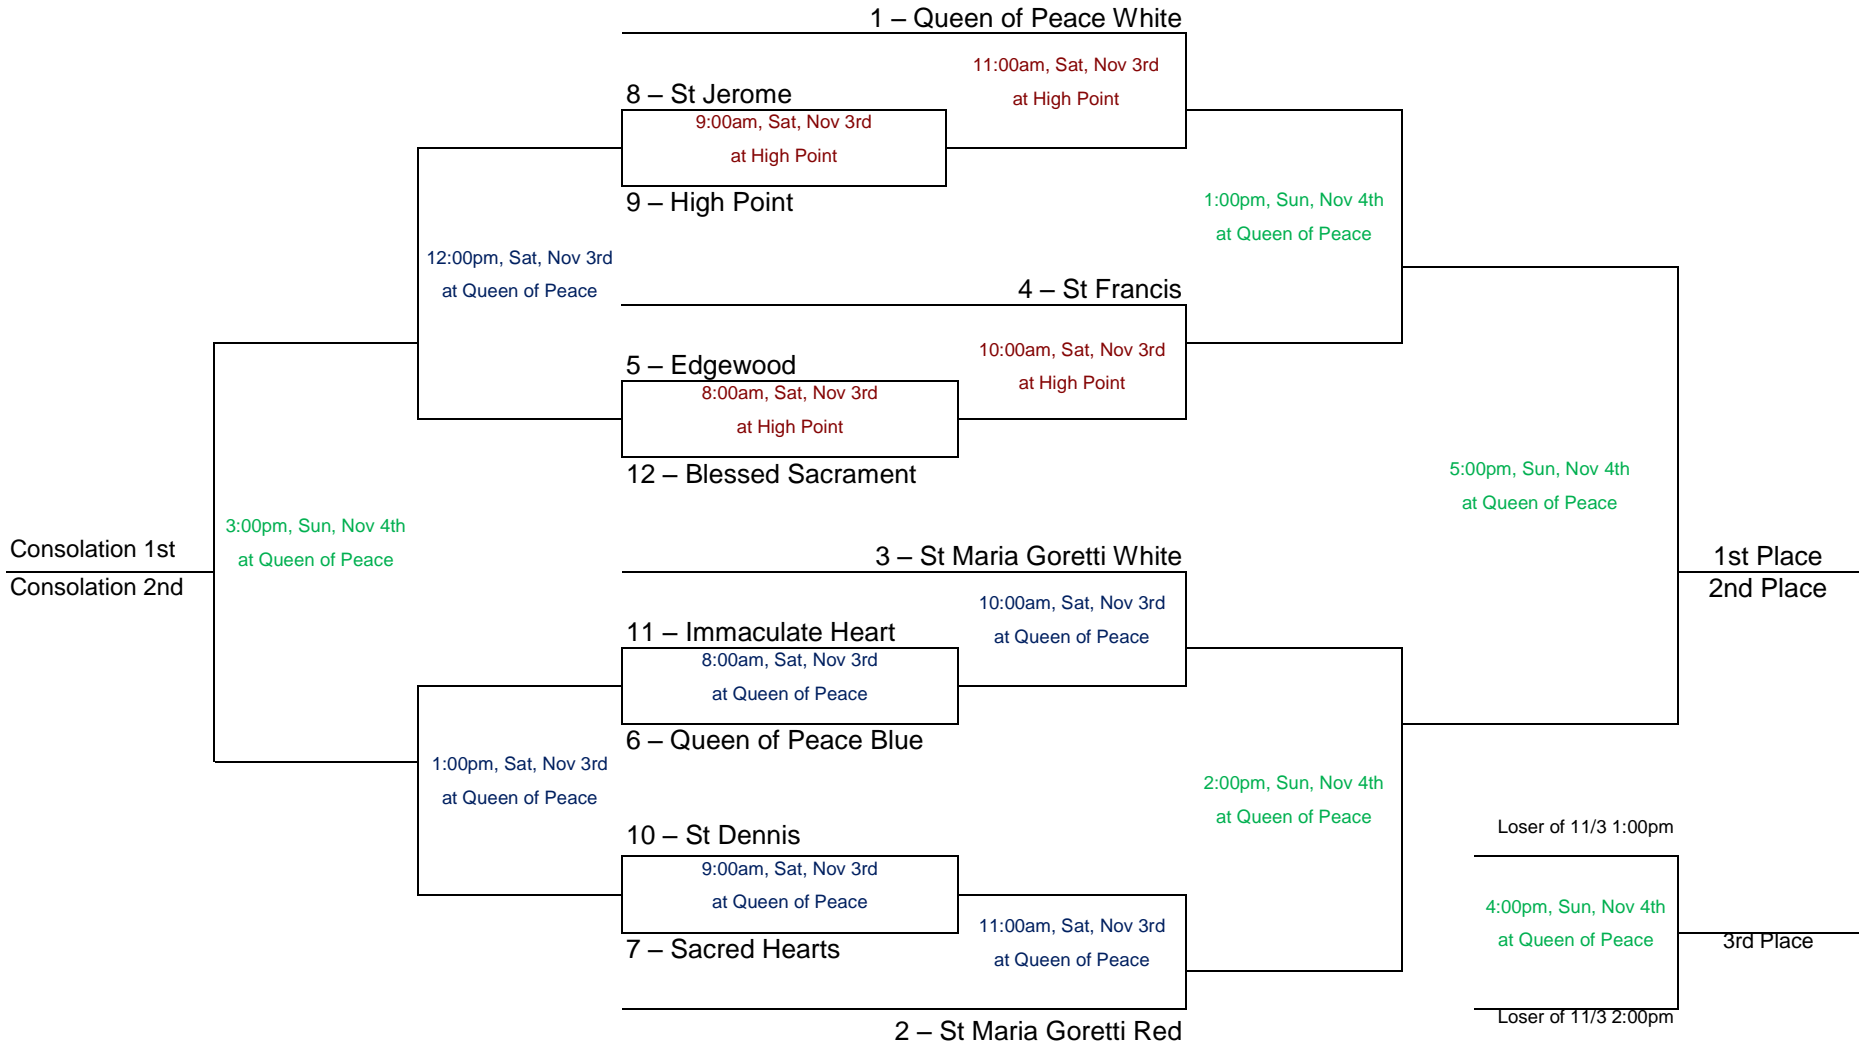 1 – Queen of Peace White
11:00am, Sat, Nov 3rd
at High Point
8 – St Jerome
9:00am, Sat, Nov 3rd
at High Point
9 – High Point
1:00pm, Sun, Nov 4th
at Queen of Peace
12:00pm, Sat, Nov 3rd
at Queen of Peace
4 – St Francis
10:00am, Sat, Nov 3rd
at High Point
5 – Edgewood
8:00am, Sat, Nov 3rd
at High Point
12 – Blessed Sacrament
5:00pm, Sun, Nov 4th
at Queen of Peace
3:00pm, Sun, Nov 4th
at Queen of Peace
Consolation 1st
Consolation 2nd
3 – St Maria Goretti White
1st Place
2nd Place
10:00am, Sat, Nov 3rd
at Queen of Peace
11 – Immaculate Heart
8:00am, Sat, Nov 3rd
at Queen of Peace
6 – Queen of Peace Blue
1:00pm, Sat, Nov 3rd
at Queen of Peace
2:00pm, Sun, Nov 4th
at Queen of Peace
10 – St Dennis
9:00am, Sat, Nov 3rd
at Queen of Peace
7 – Sacred Hearts
11:00am, Sat, Nov 3rd
at Queen of Peace
2 – St Maria Goretti Red
Loser of 11/3 1:00pm
4:00pm, Sun, Nov 4th
at Queen of Peace
3rd Place
Loser of 11/3 2:00pm